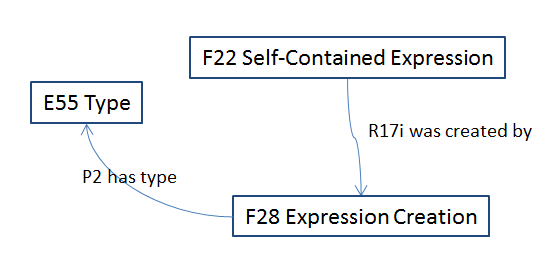 F22 Self-Contained Expression
E55 Type
R17i was created by
P2 has type
F28 Expression Creation